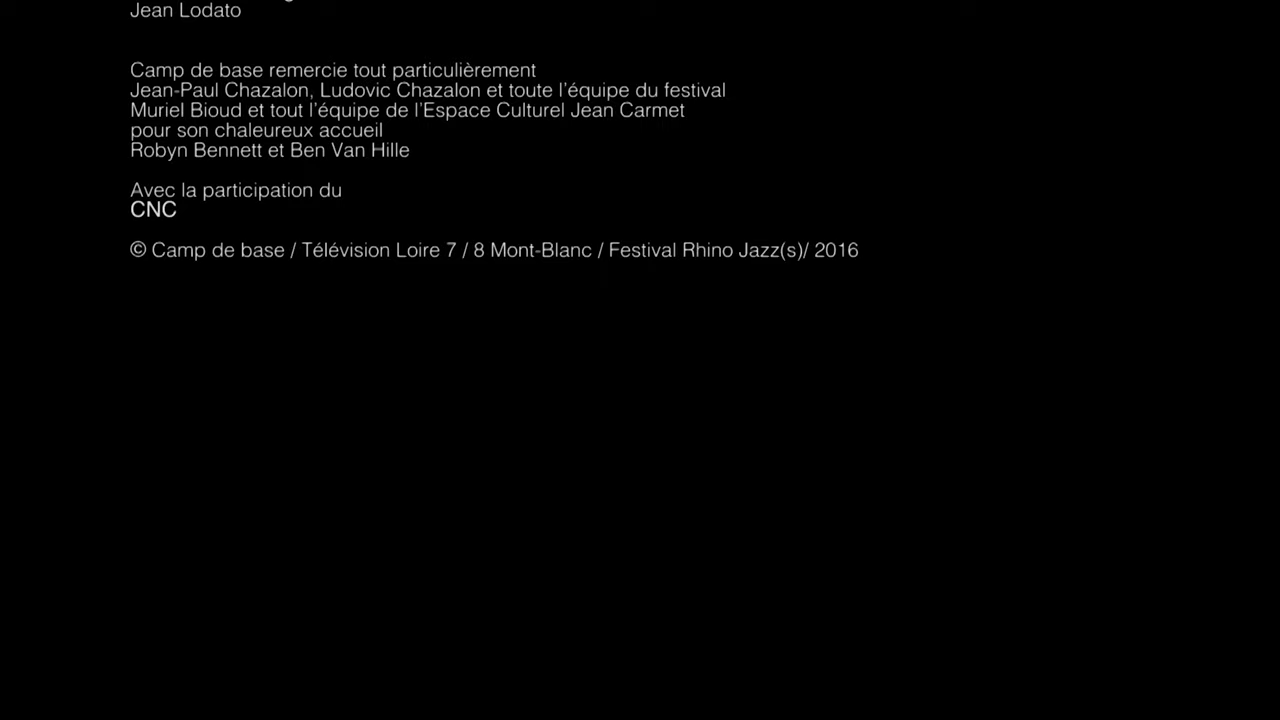 Jean Lodato
Camp de base remercie tout particulièrement
Jean-Paul Chazalon, Ludovic Chazalon et toute l’équipe du festival
Muriel Bioud et tout l’équipe de l’Espace Culturel Jean Carmet
pour son chaleureux accueil
Robyn Bennett et Ben Van Hille
Avec la participation du
CNC
© Camp de base / Télévision Loire 7 / 8 Mont-Blanc / Festival Rhino Jazz(s)/ 2016